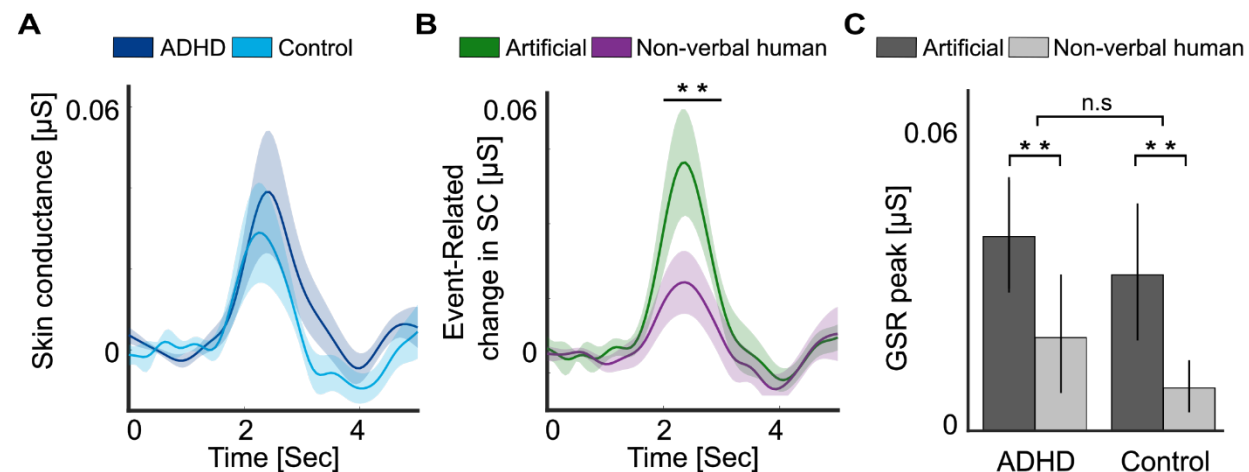 A
ADHD Control
Skin conductance [µS]
0.06
0
0 2 4
Time [Sec]
B
Artificial Non-verbal human
Event-Related
change in SC [µS]
0.06
0
* *
0 2 4
Time [Sec]
C
Artificial Non-verbal human
GSR peak [µS]
0.06
0
n.s
* * * *
ADHD Control